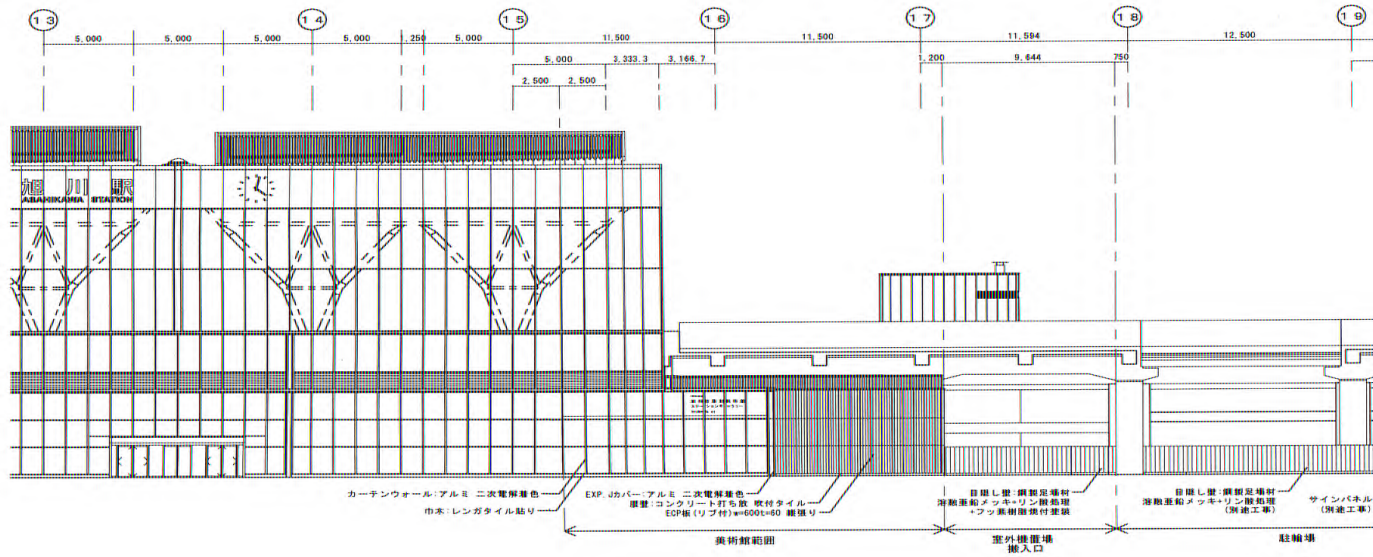 13
14
15
16
17
18
19
5,000
5,000
5,000
5,000
,250
5,000
11,500
11,500
11,594
12,500
5,000
3,333.3
3,166.7
1,200
9,644
750
2,500
2,500
旭川駅
ASAHIKAWA STATION
カーテンウォール:アルミ 二次電解着色
巾木:レンガタイル貼り
EXP.Jカバー:アルミ 二次電解着色
腰壁:コンクリート打ち放 吹付タイル
ECP板(リブ付)w=600t=60 縦張り
目隠し壁:鋼製足場材
溶融亜鉛メッキ+リン酸処理
+フッ素樹脂焼付塗装
目隠し壁:鋼製足場材
溶融亜鉛メッキ+リン酸処理
(別途工事)
サインパネル
(別途工事)
美術館範囲
室外機置場
搬入口
駐輪場